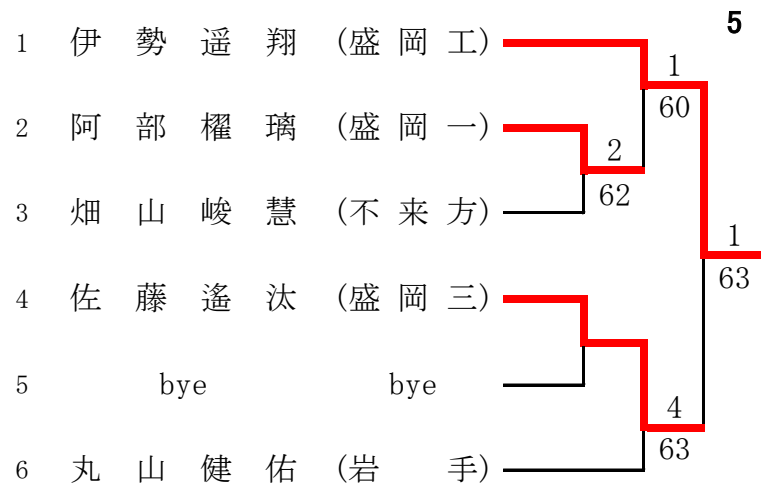 5
1 伊勢遥翔 (盛岡工)
1
60
2 阿部櫂璃 (盛岡一)
2
62
3 畑山峻慧 (不来方)
1
63
4 佐藤遙汰 (盛岡三)
5 bye bye
4
63
6 丸山健佑 (岩手)